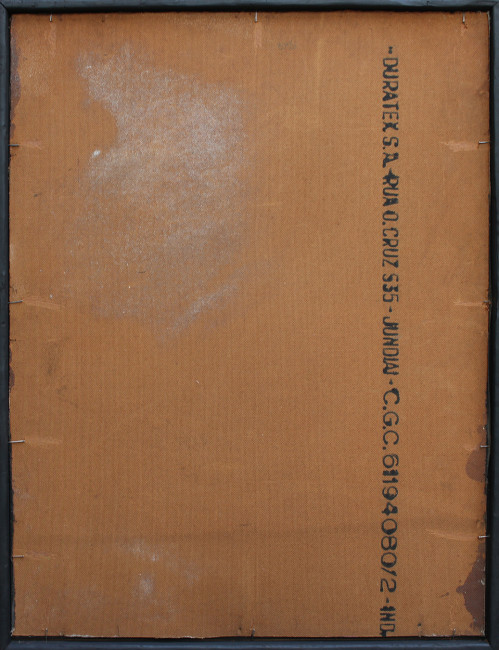 "DURATEX S.A. RUA O.CRUZ 535 - JUNDIAI - C.G.C. 61194080/2 - IND.